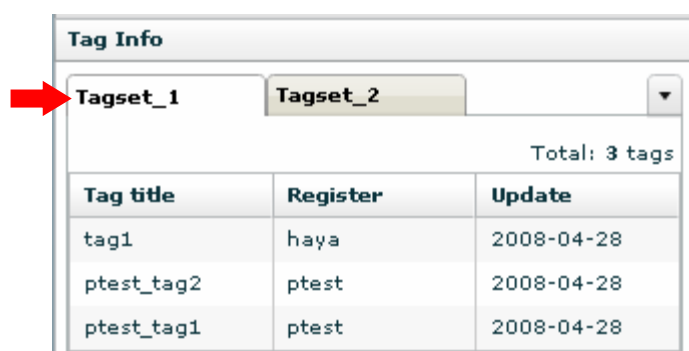 Tag Info
Tagset_1 Tagset_2
Total: 3 tags
Tag title Register Update
tag1 haya 2008-04-28
ptest_tag2 ptest 2008-04-28
ptest_tag1 ptest 2008-04-28